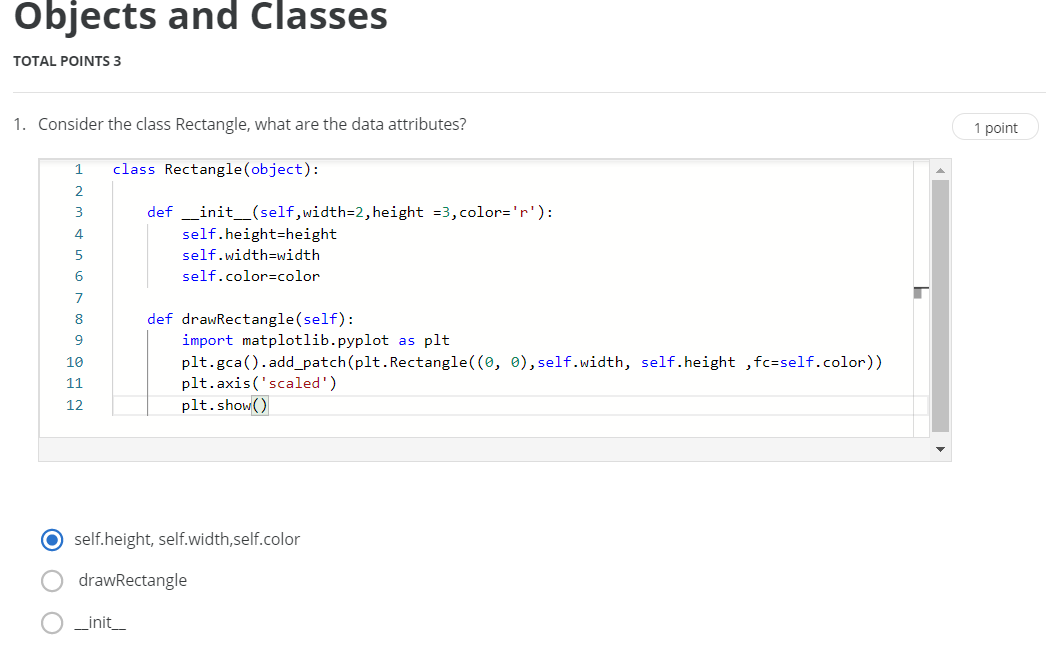 Objects and Classes
TOTAL POINTS 3
1. Consider the class Rectangle, what are the data attributes?
1 point
1 class Rectangle(object):
2
3 def __init__(self,width=2,height =3,color='r'):
4 self.height=height
5 self.width=width
6 self.color=color
7
8 def drawRectangle(self):
9 import matplotlib.pyplot as plt
10 plt.gca().add_patch(plt.Rectangle((0, 0),self.width, self.height ,fc=self.color))
11 plt.axis('scaled')
12 plt.show()
self.height, self.width,self.color
drawRectangle
__init__